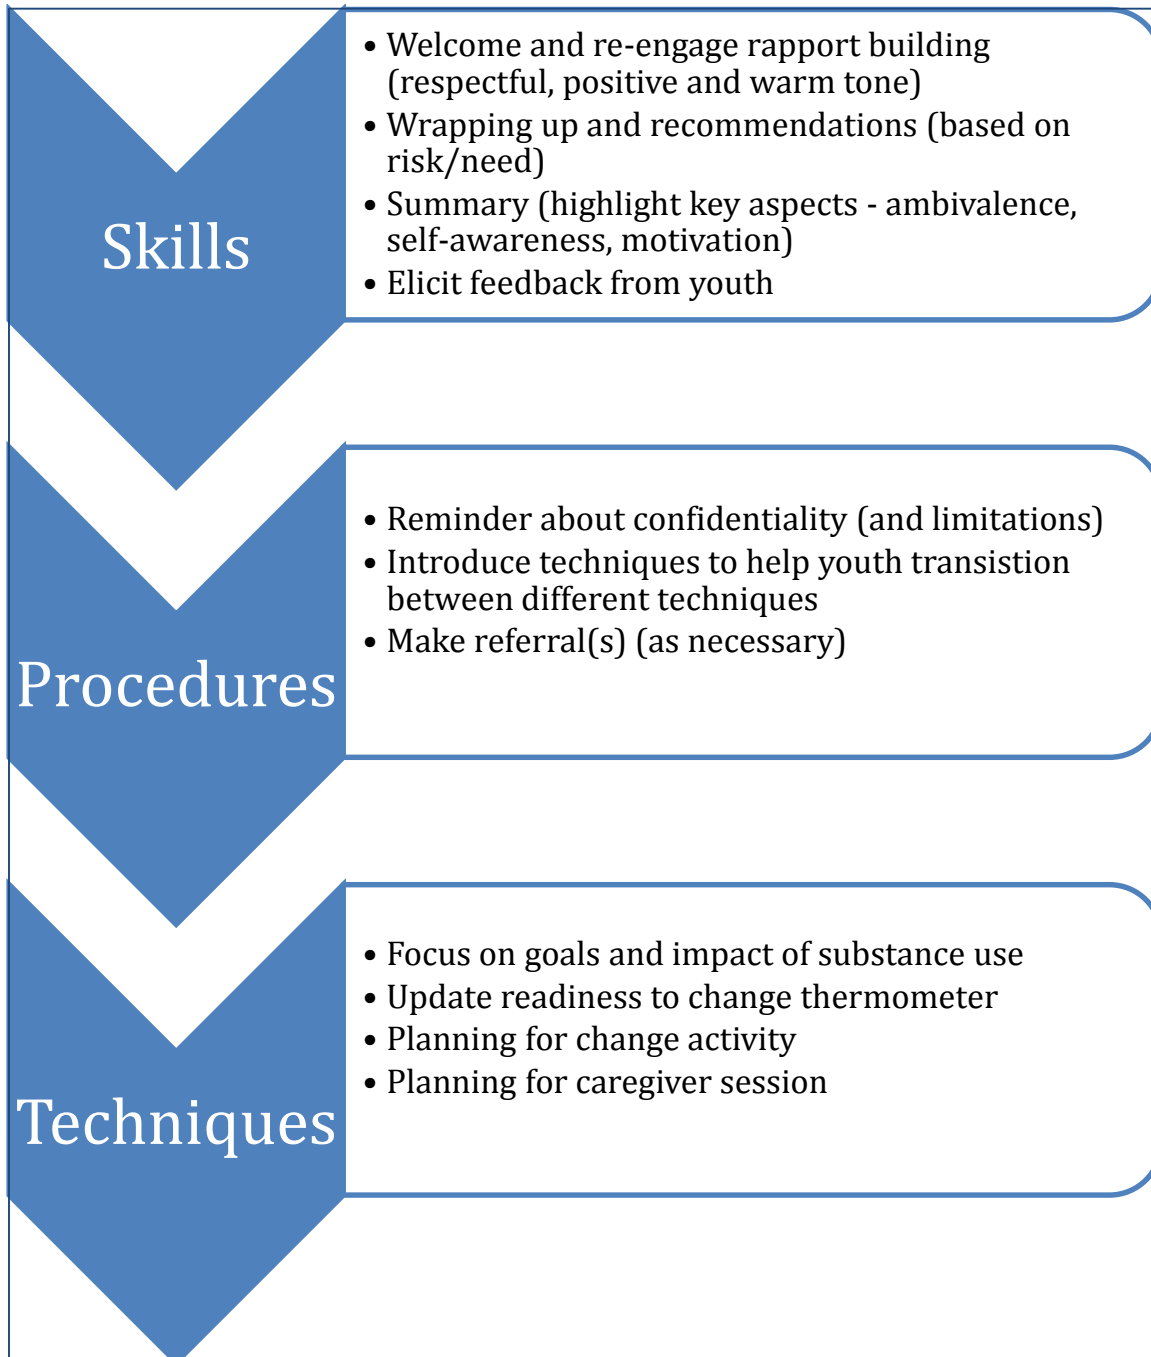 Skills
• Welcome and re-engage rapport building
(respectful, positive and warm tone)
• Wrapping up and recommendations (based on
risk/need)
• Summary (highlight key aspects - ambivalence,
self-awareness, motivation)
• Elicit feedback from youth
Procedures
• Reminder about confidentiality (and limitations)
• Introduce techniques to help youth transistion
between different techniques
• Make referral(s) (as necessary)
Techniques
• Focus on goals and impact of substance use
• Update readiness to change thermometer
• Planning for change activity
• Planning for caregiver session